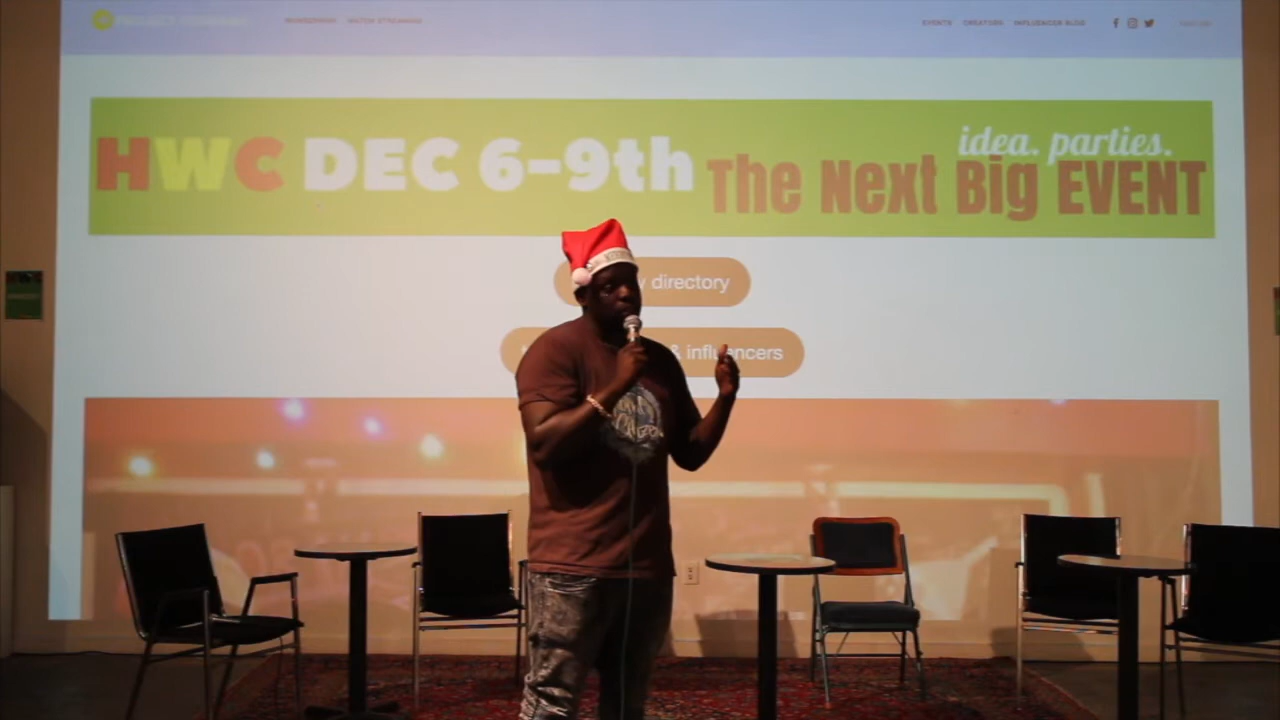 EVENTS CREATORS INFLUENCER BLOG
HWC DEC 6-9th
idea. parties.
The Next Big EVENT
directory
& influencers